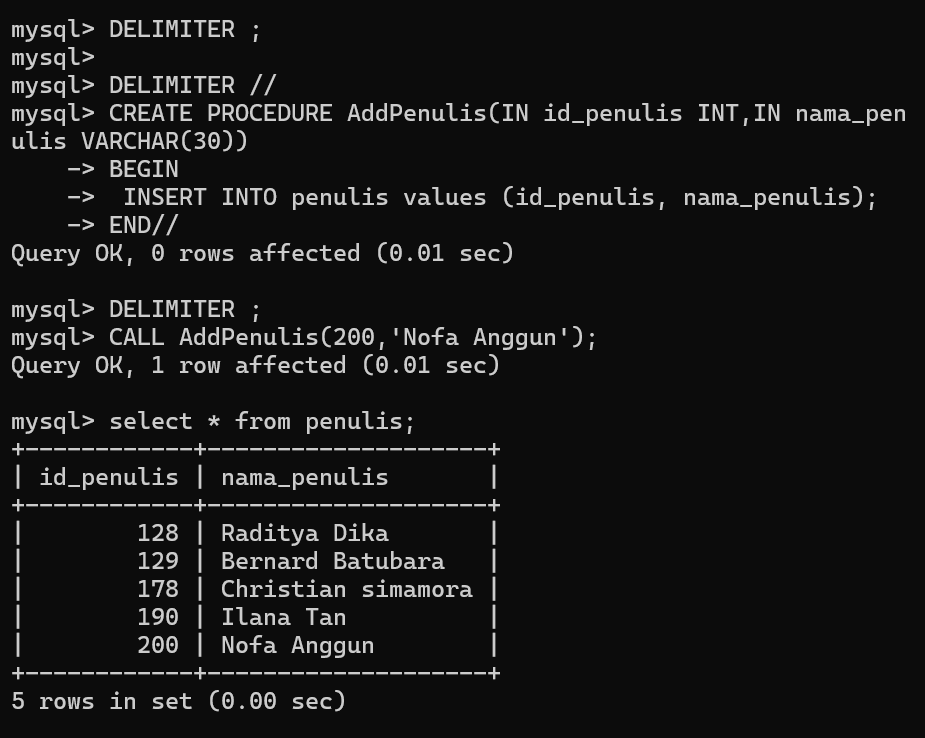 mysql> DELIMITER ;
mysql>
mysql> DELIMITER //
mysql> CREATE PROCEDURE AddPenulis(IN id_penulis INT,IN nama_pen
ulis VARCHAR(30))
    -> BEGIN
    ->  INSERT INTO penulis values (id_penulis, nama_penulis);
    -> END//
Query OK, 0 rows affected (0.01 sec)

mysql> DELIMITER ;
mysql> CALL AddPenulis(200,'Nofa Anggun');
Query OK, 1 row affected (0.01 sec)

mysql> select * from penulis;
+------------+--------------------+
| id_penulis | nama_penulis       |
+------------+--------------------+
|        128 | Raditya Dika       |
|        129 | Bernard Batubara   |
|        178 | Christian simamora |
|        190 | Ilana Tan          |
|        200 | Nofa Anggun        |
+------------+--------------------+
5 rows in set (0.00 sec)